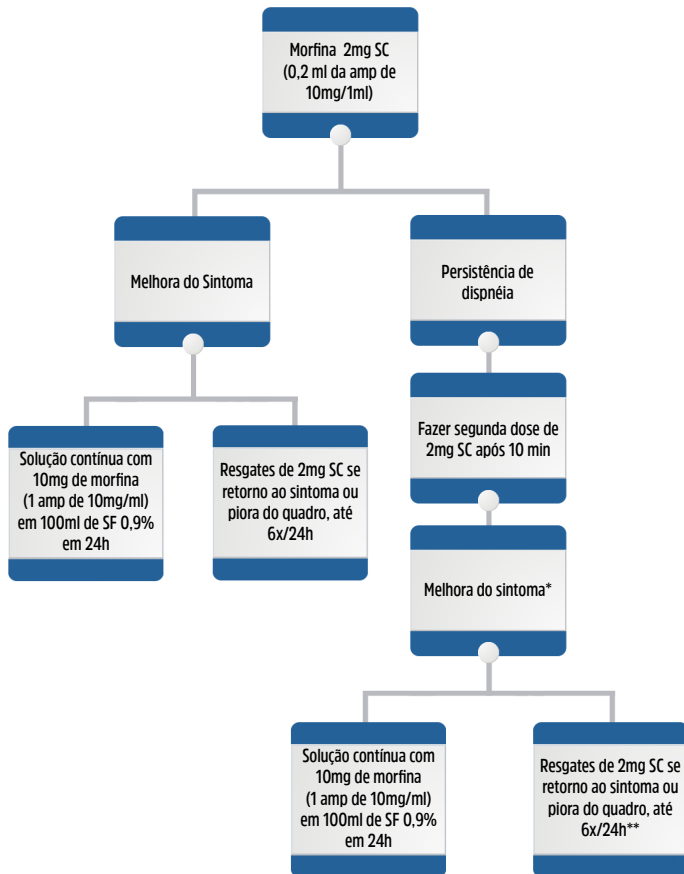 Morfina 2mg SC
(0,2 ml da amp de
10mg/1ml)
Melhora do Sintoma
Persistência de
dispnéia
Solução contínua com
10mg de morfina
(1 amp de 10mg/ml)
em 100ml de SF 0,9%
em 24h
Resgates de 2mg SC se
retorno ao sintoma ou
piora do quadro, até
6x/24h
Fazer segunda dose de
2mg SC após 10 min
Melhora do sintoma*
Solução contínua com
10mg de morfina
(1 amp de 10mg/ml)
em 100ml de SF 0,9%
em 24h
Resgates de 2mg SC se
retorno ao sintoma ou
piora do quadro, até
6x/24h**